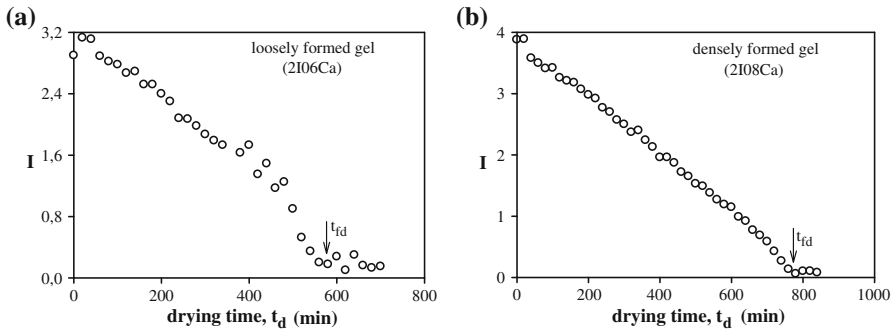 (a)
3,2
2,4
1,6
0,8
0,0
I
loosely formed gel
(2I06Ca)
t_fd
0
200
400
600
800
drying time, t_d (min)
(b)
4
3
2
1
0
I
densely formed gel
(2I08Ca)
t_fd
0
200
400
600
800
1000
drying time, t_d (min)